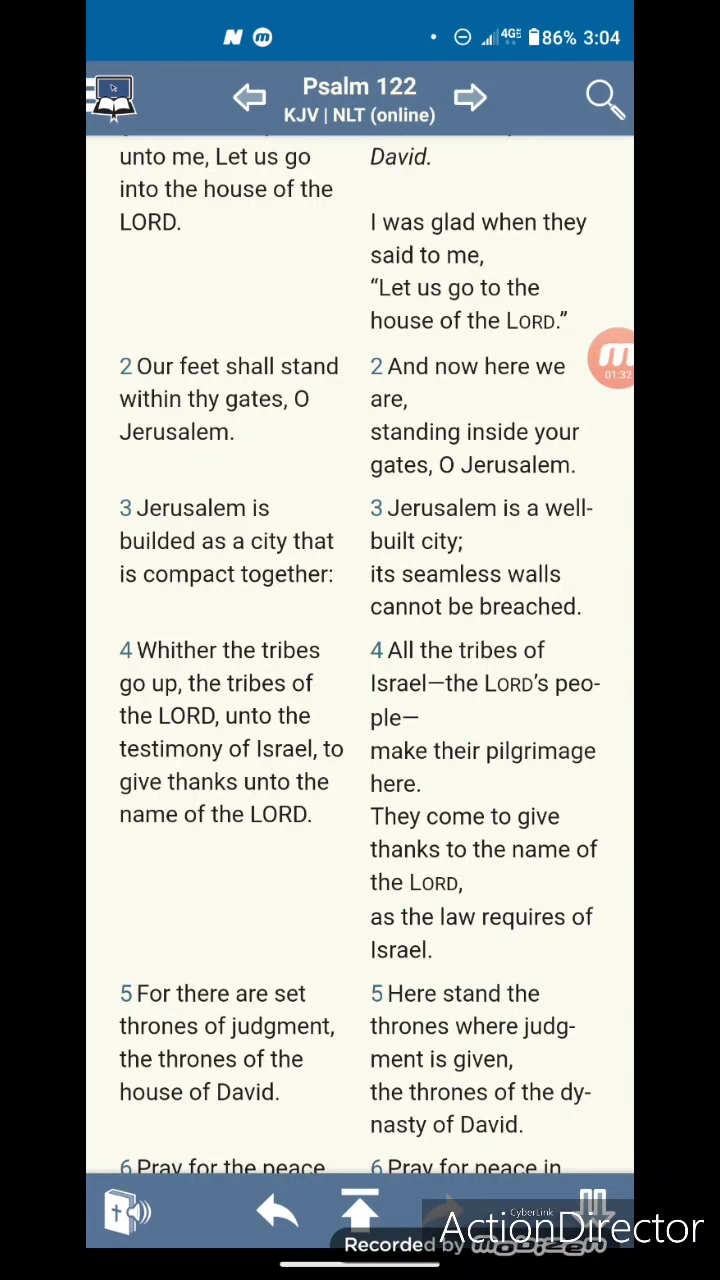 86% 3:04
Psalm 122
KJV | NLT (online)
unto me, Let us go
into the house of the
LORD.
2 Our feet shall stand
within thy gates, O
Jerusalem.
3 Jerusalem is
builded as a city that
is compact together:
4 Whither the tribes
go up, the tribes of
the LORD, unto the
testimony of Israel, to
give thanks unto the
name of the LORD.
5 For there are set
thrones of judgment,
the thrones of the
house of David.
6 Pray for the peace
David.
I was glad when they
said to me,
“Let us go to the
house of the LORD.”
2 And now here we
are,
standing inside your
gates, O Jerusalem.
3 Jerusalem is a well-
built city;
its seamless walls
cannot be breached.
4 All the tribes of
Israel—the LORD’s peo-
ple—
make their pilgrimage
here.
They come to give
thanks to the name of
the LORD,
as the law requires of
Israel.
5 Here stand the
thrones where judg-
ment is given,
the thrones of the dy-
nasty of David.
6 Pray for peace in
01:32
CyberLink
ActionDirector
Recorded by mobizen